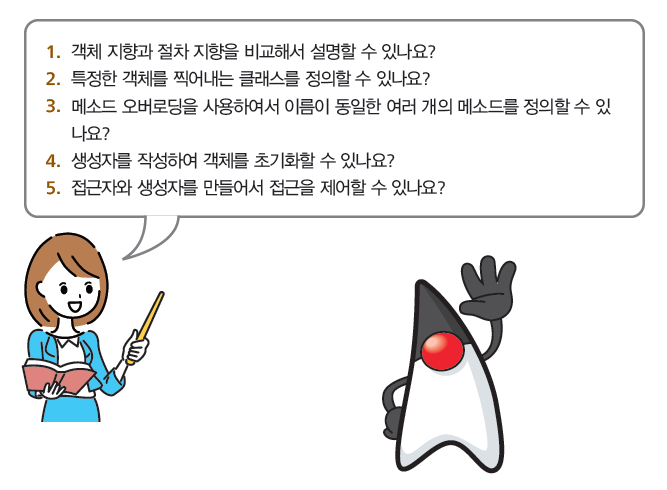 1. 객체 지향과 절차 지향을 비교해서 설명할 수 있나요?
2. 특정한 객체를 찍어내는 클래스를 정의할 수 있나요?
3. 메소드 오버로딩을 사용하여서 이름이 동일한 여러 개의 메소드를 정의할 수 있
나요?
4. 생성자를 작성하여 객체를 초기화할 수 있나요?
5. 접근자와 생성자를 만들어서 접근을 제어할 수 있나요?